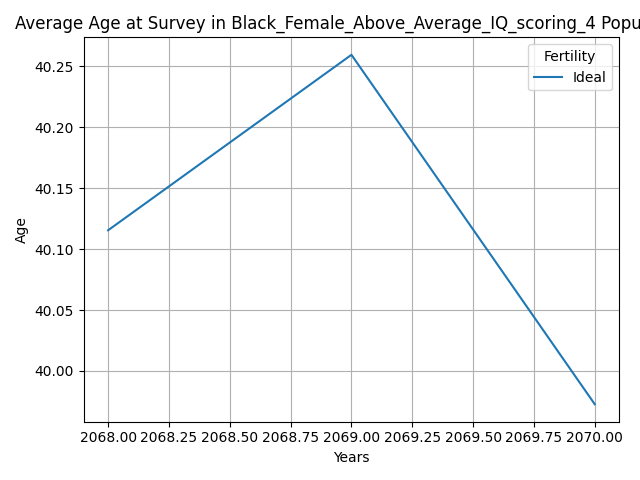 Average Age at Survey in Black_Female_Above_Average_IQ_scoring_4 Popu
Fertility
Ideal
40.25
40.20
40.15
40.10
40.05
40.00
Age
2068.00 2068.25 2068.50 2068.75 2069.00 2069.25 2069.50 2069.75 2070.00
Years